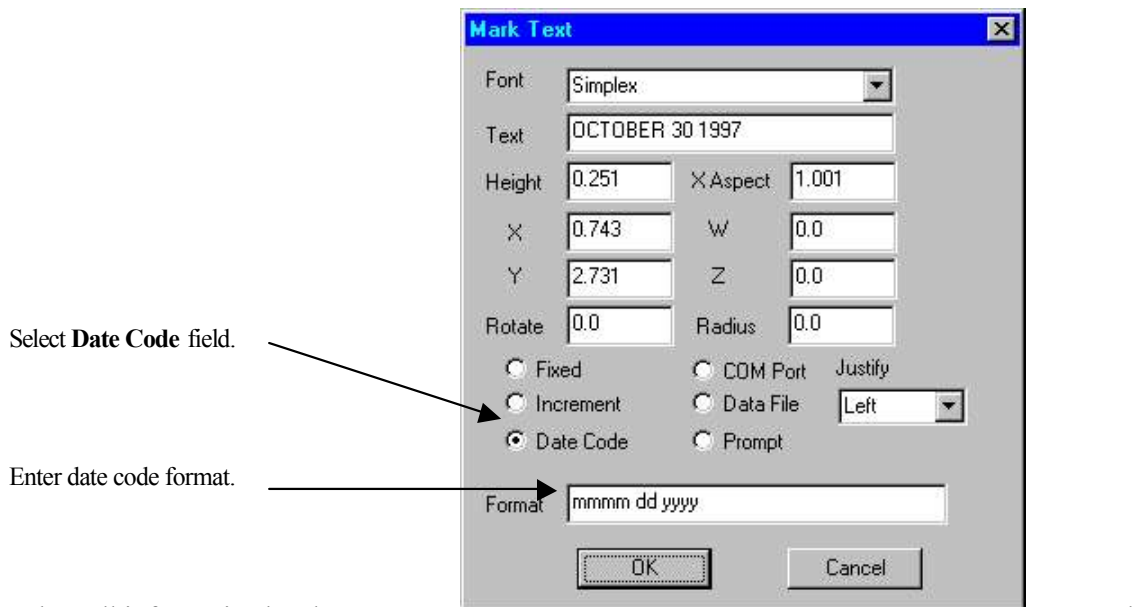 Mark Text
Font Simplex
Text OCTOBER 30 1997
Height 0.251 X Aspect 1.001
X 0.743 W 0.0
Y 2.731 Z 0.0
Rotate 0.0 Radius 0.0
Select Date Code field.
Fixed COM Port Justify
Increment Data File Left
Date Code Prompt
Enter date code format.
Format mmmm dd yyyy
OK Cancel